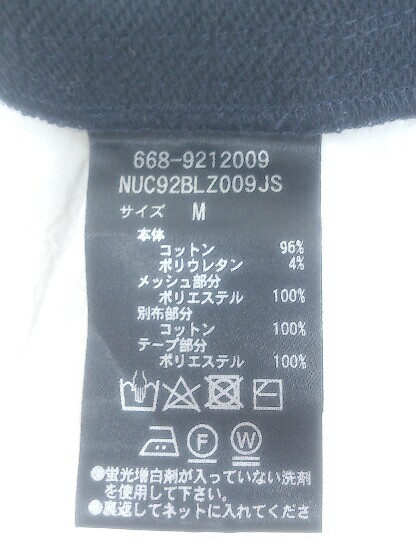 668-9212009
NUC92BLZ009JS
サイズ M
本体
コットン 96%
ポリウレタン 4%
メッシュ部分
ポリエステル 100%
別布部分
コットン 100%
テープ部分
ポリエステル 100%
F W
●蛍光増白剤が入っていない洗剤
を使用して下さい。
●裏返してネットに入れてくださ